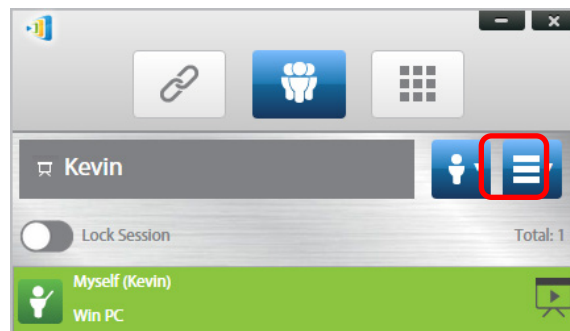 Kevin
Lock Session
Total: 1
Myself (Kevin)
Win PC